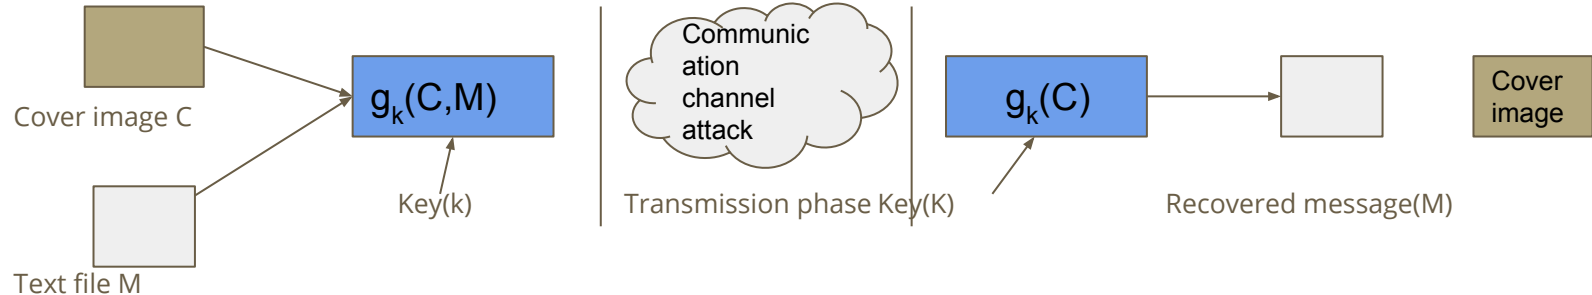 Cover image C
Text file M
gk(C,M)
Key(k)
Communic
ation
channel
attack
Transmission phase Key(K)
gk(C)
Recovered message(M)
Cover
image